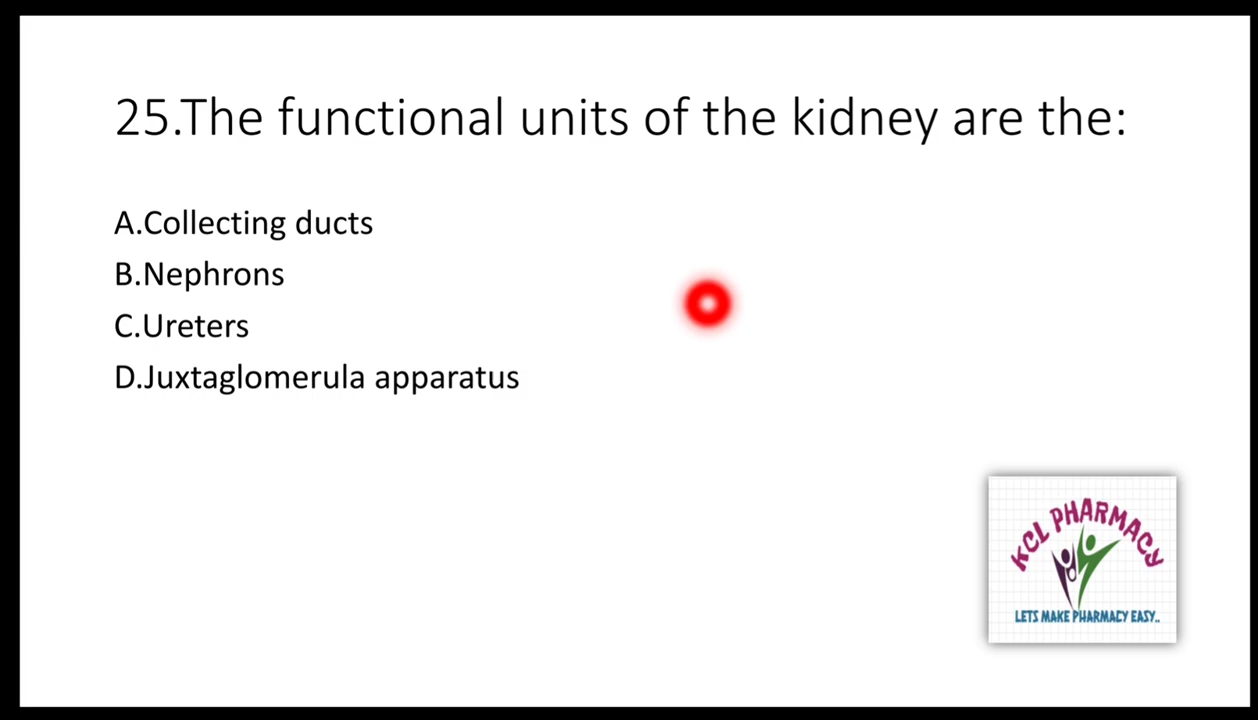 25.The functional units of the kidney are the:
A.Collecting ducts
B.Nephrons
C.Ureters
D.Juxtaglomerula apparatus
KCL PHARMACY
LETS MAKE PHARMACY EASY..